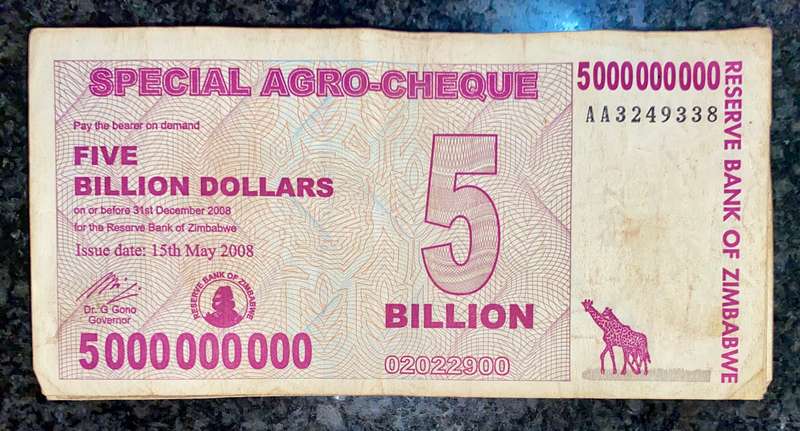 SPECIAL AGRO-CHEQUE
5000000000
AA3249338
Pay the bearer on demand
FIVE
BILLION DOLLARS
on or before 31st December 2008
for the Reserve Bank of Zimbabwe
Issue date: 15th May 2008
Dr. G Gono
Governor
RESERVE BANK OF ZIMBABWE
5000000000
5
BILLION
02022900
RESERVE BANK OF ZIMBABWE